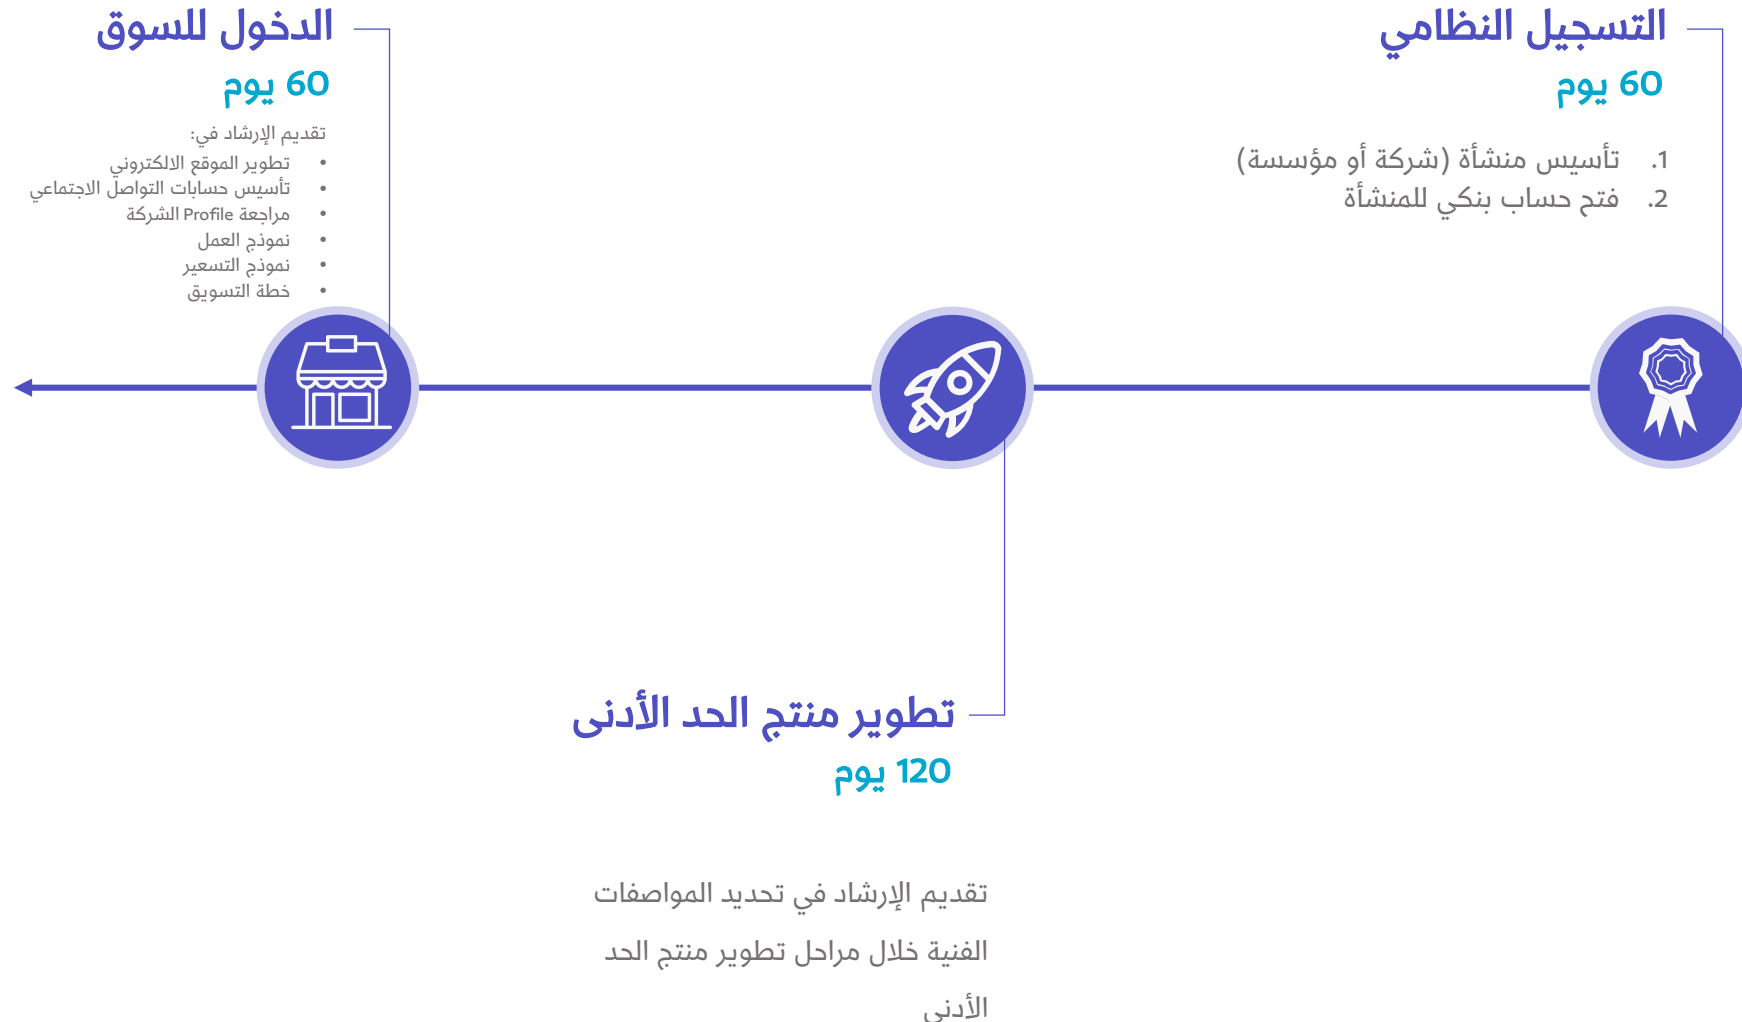 التسجيل النظامي
60 يوم
1. تأسيس منشأة (شركة أو مؤسسة)
2. فتح حساب بنكي للمنشأة
تطوير منتج الحد الأدنى
120 يوم
تقديم الإرشاد في تحديد المواصفات
الفنية خلال مراحل تطوير منتج الحد
الأدنى
الدخول للسوق
60 يوم
تقديم الإرشاد في:
• تطوير الموقع الالكتروني
• تأسيس حسابات التواصل الاجتماعي
• مراجعة Profile الشركة
• نموذج العمل
• نموذج التسعير
• خطة التسويق